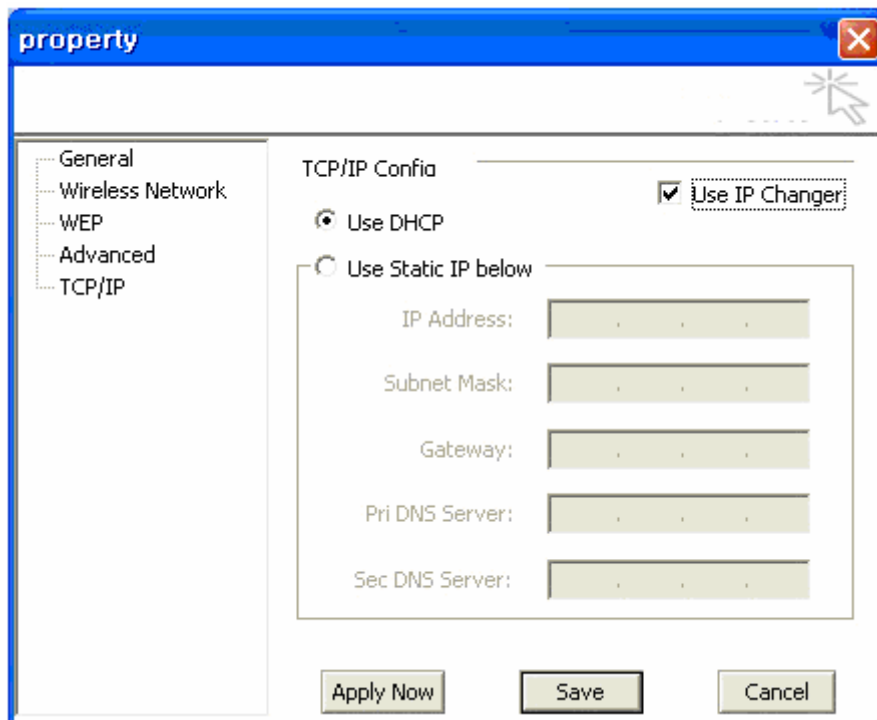 property
General
Wireless Network
WEP
Advanced
TCP/IP
TCP/IP Config
Use IP Changer
Use DHCP
Use Static IP below
IP Address:
Subnet Mask:
Gateway:
Pri DNS Server:
Sec DNS Server:
Apply Now
Save
Cancel